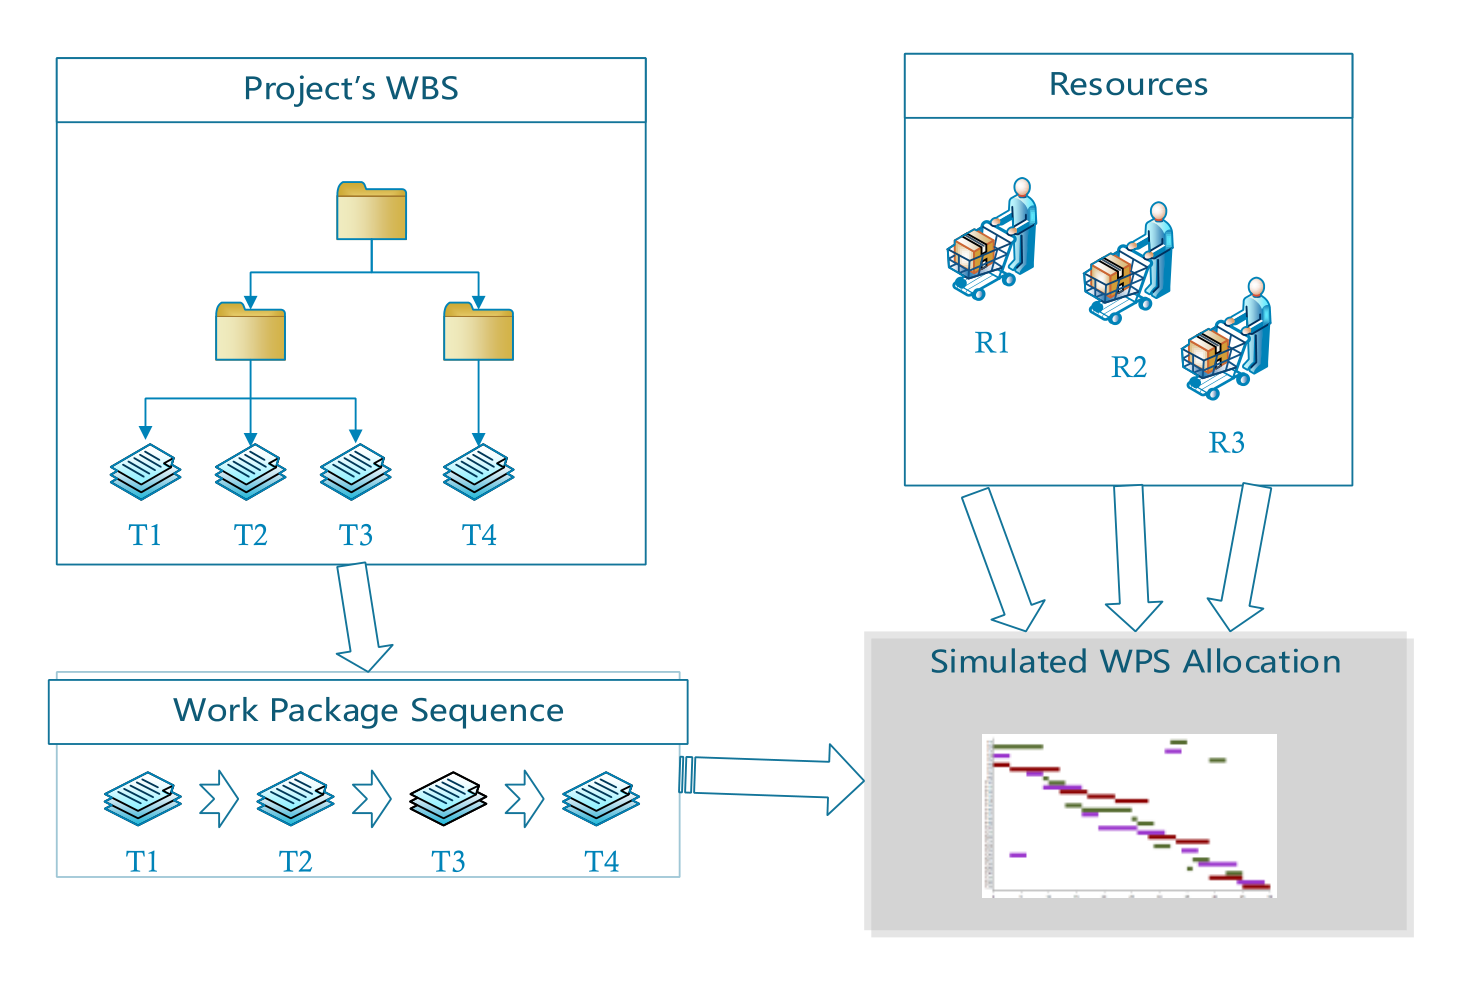 Project's WBS
T1 T2 T3 T4
Resources
R1
R2
R3
Work Package Sequence
T1 T2 T3 T4
Simulated WPS Allocation